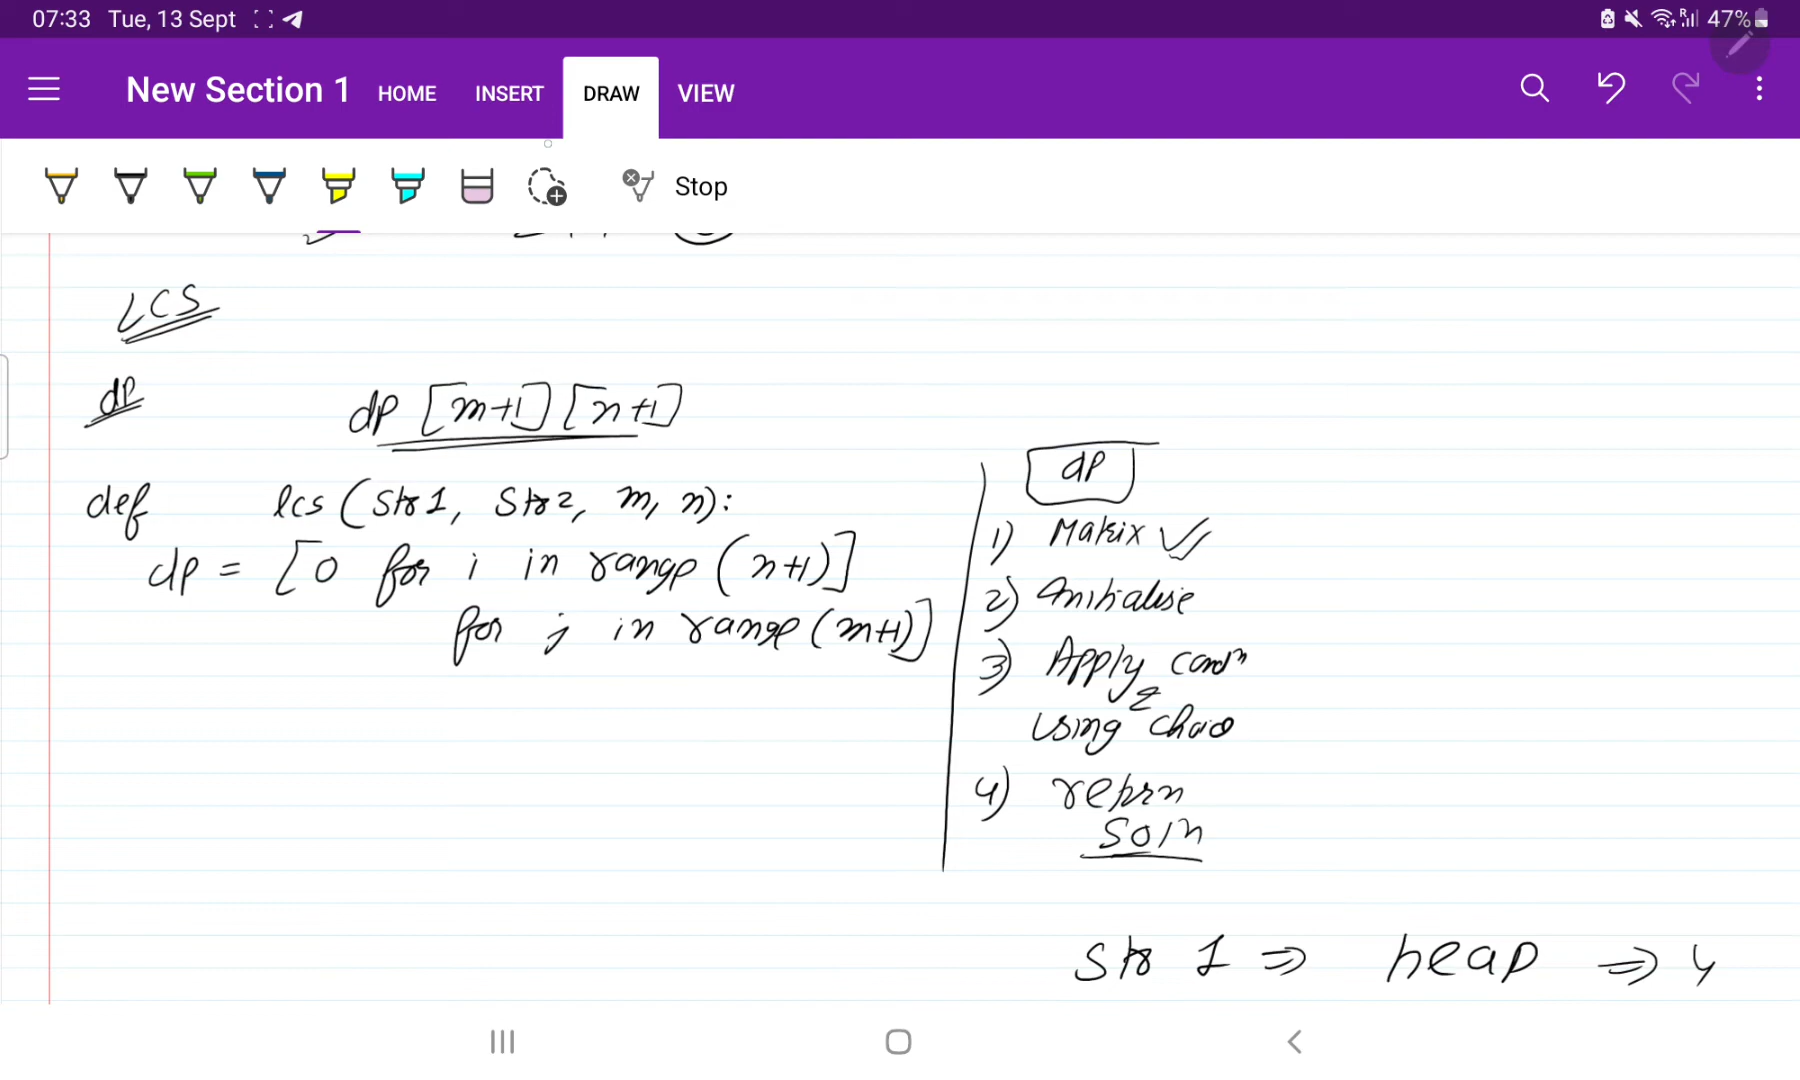 07:33 Tue, 13 Sept 47%
New Section 1 HOME INSERT DRAW VIEW
Stop
LCS
dp
dp [m+1][n+1]
def lcs (str1, str2, m, n):
dp = [0 for i in range (n+1)]
for j in range (m+1)]
dp
1) Matrix
2) Initialise
3) Apply condn
&
using choice
4) return
soln
str 1 ⇒ heap ⇒ 4